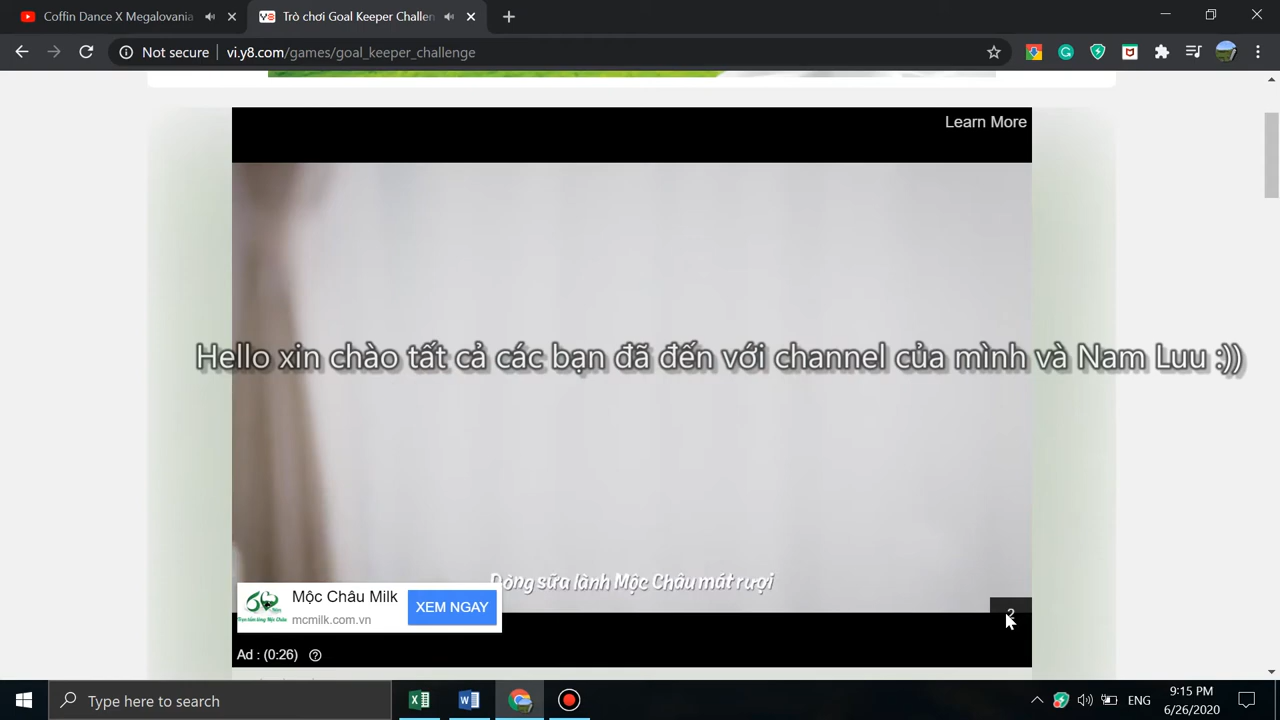 Coffin Dance X Megalovania
Trò chơi Goal Keeper Challen
Not secure
vi.y8.com/games/goal_keeper_challenge
Learn More
Hello xin chào tất cả các bạn đã đến với channel của mình và Nam Luu :))
Dòng sữa lành Mộc Châu mát rượi
Mộc Châu Milk
mcmilk.com.vn
XEM NGAY
2
Ad : (0:26)
Type here to search
ENG
9:15 PM
6/26/2020